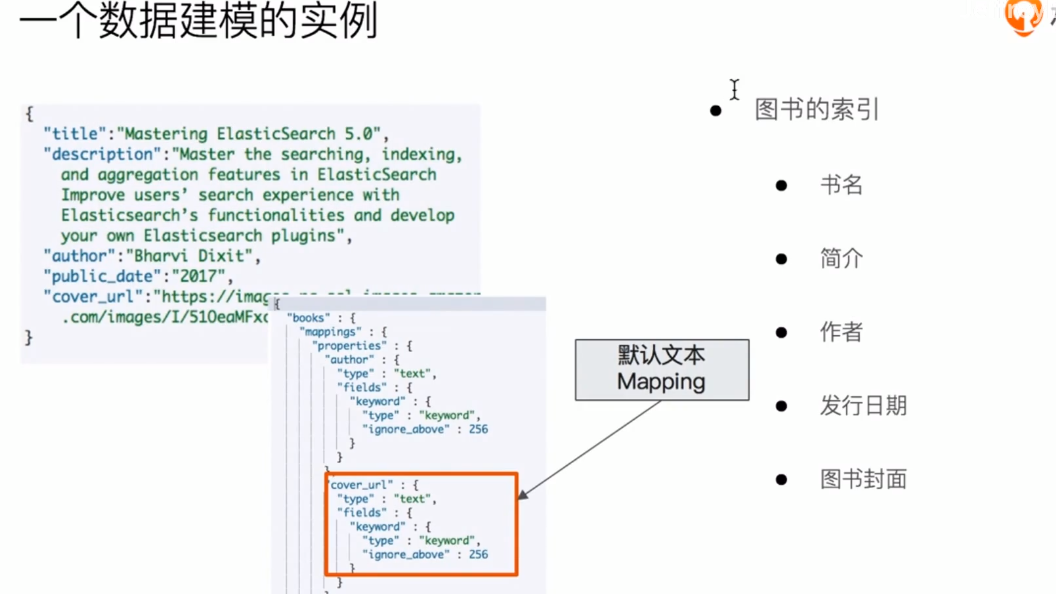 一个数据建模的实例
{
"title":"Mastering ElasticSearch 5.0",
"description":"Master the searching, indexing,
and aggregation features in ElasticSearch
Improve users’ search experience with
Elasticsearch’s functionalities and develop
your own Elasticsearch plugins",
"author":"Bharvi Dixit",
"public_date":"2017",
"cover_url":"https://images
.com/images/I/51OeaMFxc
}
{
"books" : {
"mappings" : {
"properties" : {
"author" : {
"type" : "text",
"fields" : {
"keyword" : {
"type" : "keyword",
"ignore_above" : 256
}
}
},
"cover_url" : {
"type" : "text",
"fields" : {
"keyword" : {
"type" : "keyword",
"ignore_above" : 256
}
}
默认文本
Mapping
图书的索引
书名
简介
作者
发行日期
图书封面